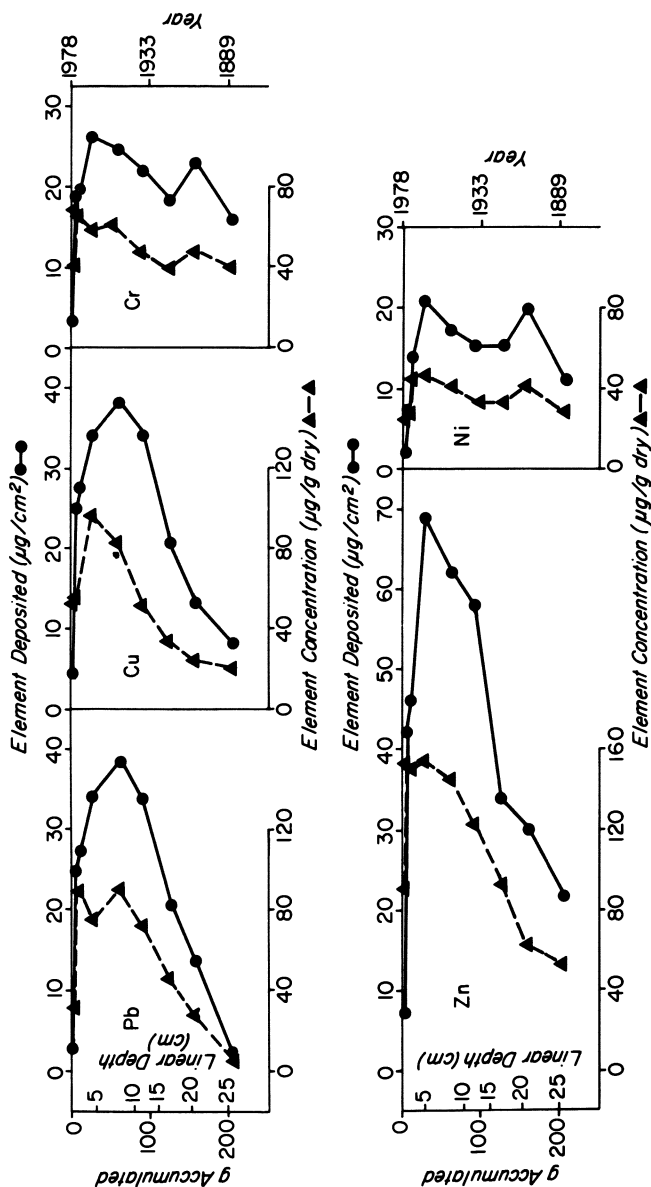 Element Deposited (µg/cm²)
0 10 20 30 40
0 10 20 30 40
0 10 20 30
g Accumulated
0
100
200
Linear Depth (cm)
5
10
15
20
25
Pb
Cu
Cr
1978
1933
1889
Year
0 40 80 120
0 40 80 120
0 40 80
Element Concentration (µg/g dry)
Element Deposited (µg/cm²)
0 10 20 30 40 50 60 70
0 10 20 30
g Accumulated
0
100
200
Linear Depth (cm)
5
10
15
20
25
Zn
Ni
1978
1933
1889
Year
0 40 80 120 160
0 40 80
Element Concentration (µg/g dry)